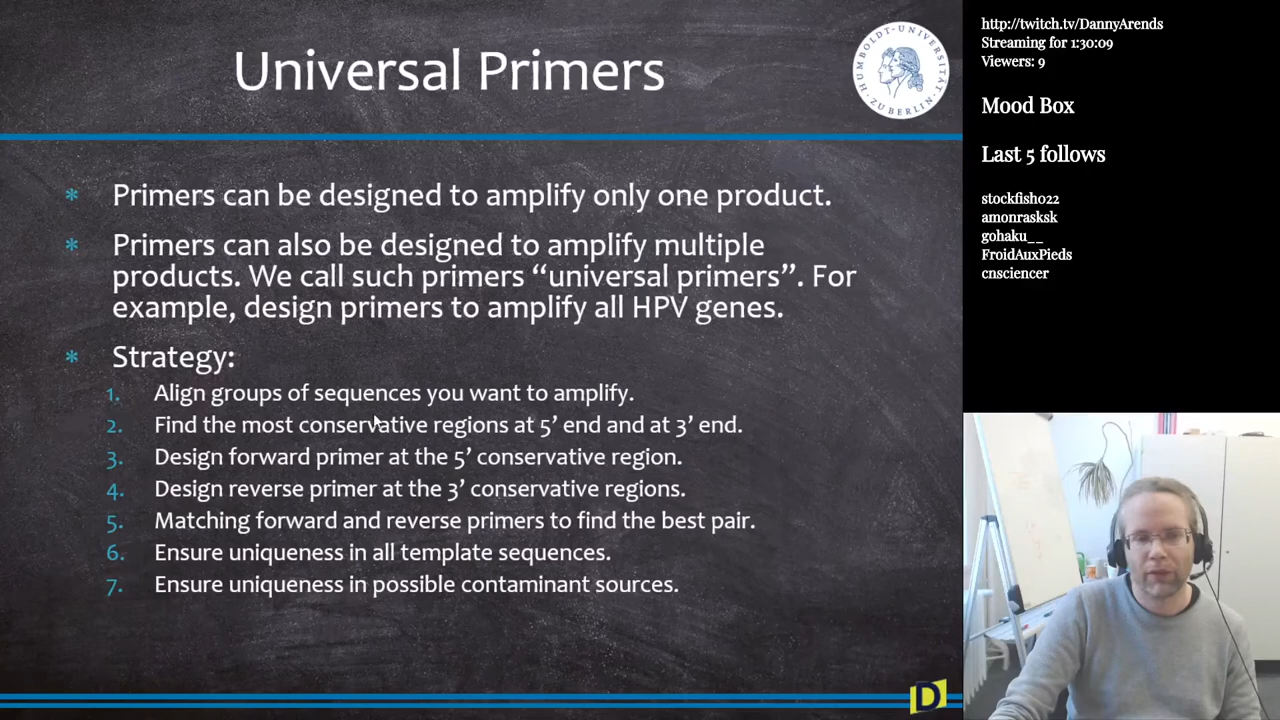 Universal Primers
HUMBOLDT-UNIVERSITÄT
ZU BERLIN
* Primers can be designed to amplify only one product.
* Primers can also be designed to amplify multiple
products. We call such primers “universal primers”. For
example, design primers to amplify all HPV genes.
* Strategy:
1. Align groups of sequences you want to amplify.
2. Find the most conservative regions at 5’ end and at 3’ end.
3. Design forward primer at the 5’ conservative region.
4. Design reverse primer at the 3’ conservative regions.
5. Matching forward and reverse primers to find the best pair.
6. Ensure uniqueness in all template sequences.
7. Ensure uniqueness in possible contaminant sources.
D
http://twitch.tv/DannyArends
Streaming for 1:30:09
Viewers: 9
Mood Box
Last 5 follows
stockfish022
amonrasksk
gohaku__
FroidAuxPieds
cnsciencer